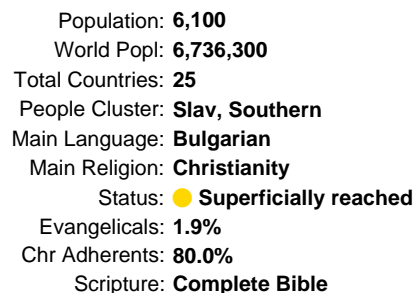 Population: 6,100
World Popl: 6,736,300
Total Countries: 25
People Cluster: Slav, Southern
Main Language: Bulgarian
Main Religion: Christianity
Status: Superficially reached
Evangelicals: 1.9%
Chr Adherents: 80.0%
Scripture: Complete Bible